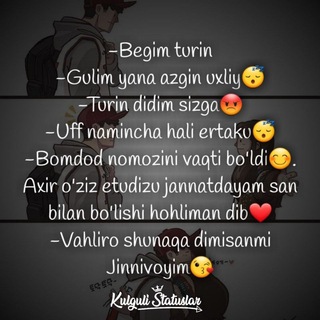 -Begim turin
-Gulim yana azgin uxliy😴
-Turin didim sizga😡
-Uff namincha hali ertaku😴
-Bomdod nomozini vaqti bo'ldi😊.
Axir o'ziz etudizu jannatdayam san
bilan bo'lishi hohliman dib❤️
-Vahliro shunaqa dimisanmi
Jinnivoyim😘
Kulguli Statuslar